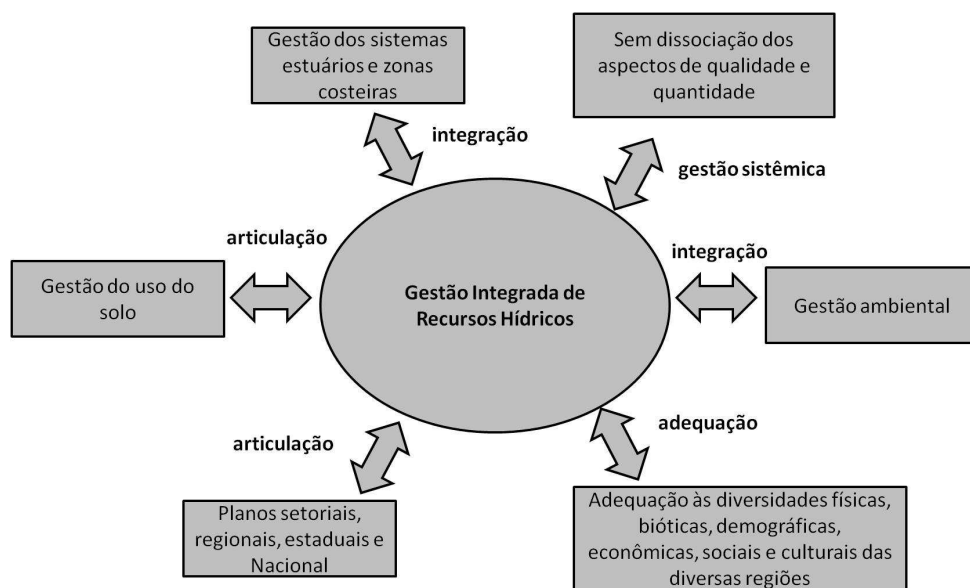 Gestão dos sistemas
estuários e zonas
costeiras
Sem dissociação dos
aspectos de qualidade e
quantidade
integração
gestão sistêmica
articulação
integração
Gestão do uso do
solo
Gestão Integrada de
Recursos Hídricos
Gestão ambiental
articulação
adequação
Planos setoriais,
regionais, estaduais e
Nacional
Adequação às diversidades físicas,
bióticas, demográficas,
econômicas, sociais e culturais das
diversas regiões